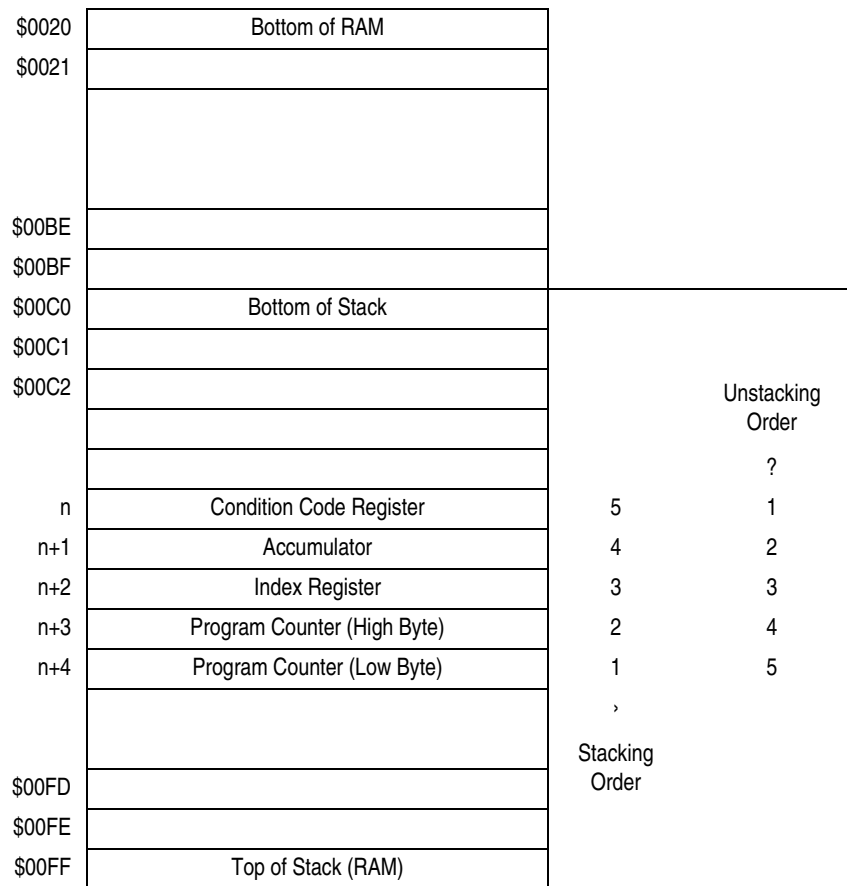 $0020 Bottom of RAM
$0021
$00BE
$00BF
$00C0 Bottom of Stack
$00C1
$00C2
Unstacking
Order
?
n Condition Code Register 5 1
n+1 Accumulator 4 2
n+2 Index Register 3 3
n+3 Program Counter (High Byte) 2 4
n+4 Program Counter (Low Byte) 1 5
›
Stacking
Order
$00FD
$00FE
$00FF Top of Stack (RAM)